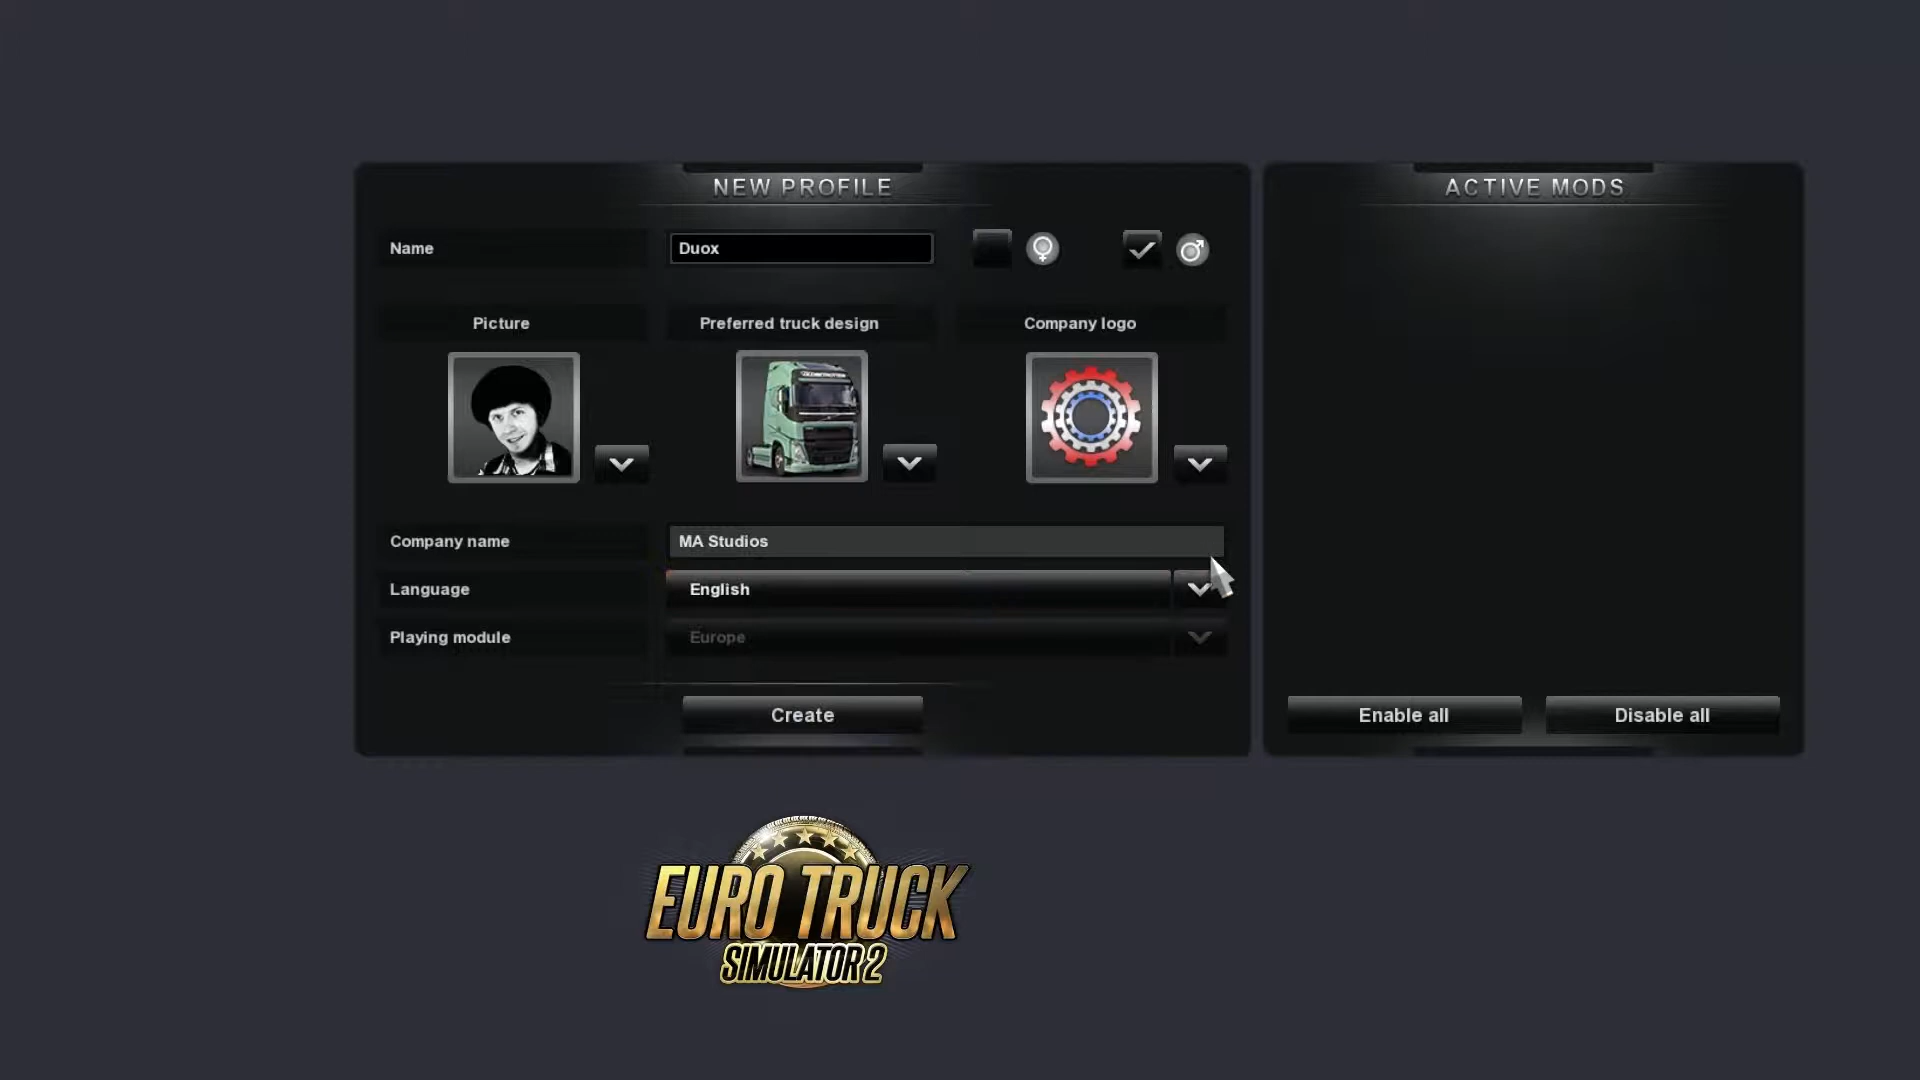 NEW PROFILE
Name
Duox
Picture
Preferred truck design
Company logo
Company name
MA Studios
Language
English
Playing module
Europe
Create
ACTIVE MODS
Enable all
Disable all
EURO TRUCK
SIMULATOR 2